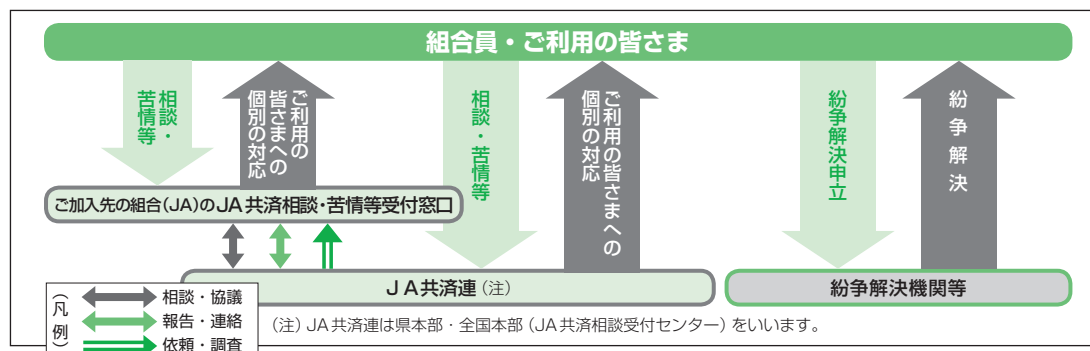 組合員・ご利用の皆さま
相談・
苦情等
ご利用の
皆さまへの
個別の対応
相談・苦情等
ご利用の皆さまへの
個別の対応
紛争解決申立
紛争解決
ご加入先の組合(JA)のJA共済相談・苦情等受付窓口
JA共済連(注)
紛争解決機関等
(凡例)
相談・協議
報告・連絡
依頼・調査
(注)JA共済連は県本部・全国本部(JA共済相談受付センター)をいいます。